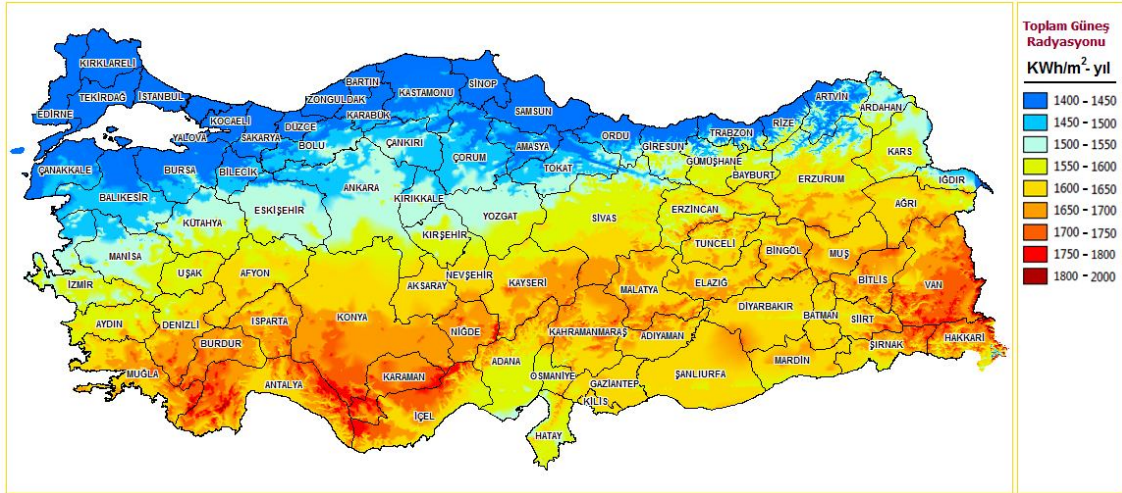 KIRKLARELİ
TEKİRDAĞ
İSTANBUL
EDİRNE
KOCAELİ
YALOVA
SAKARYA
DÜZCE
BOLU
ZONGULDAK
BARTIN
KARABÜK
KASTAMONU
SİNOP
SAMSUN
ÇANKIRI
ÇORUM
AMASYA
TOKAT
ORDU
GİRESUN
TRABZON
RİZE
ARTVİN
ARDAHAN
GÜMÜŞHANE
BAYBURT
ERZURUM
KARS
IĞDIR
AĞRI
ÇANAKKALE
BURSA
BİLECİK
BALIKESİR
KÜTAHYA
ESKİŞEHİR
ANKARA
KIRIKKALE
YOZGAT
SİVAS
ERZİNCAN
KIRŞEHİR
TUNCELİ
BİNGÖL
MUŞ
MANİSA
UŞAK
AFYON
İZMİR
AKSARAY
NEVŞEHİR
KAYSERİ
MALATYA
ELAZIĞ
BİTLİS
VAN
AYDIN
DENİZLİ
ISPARTA
KONYA
NİĞDE
KAHRAMANMARAŞ
ADIYAMAN
DİYARBAKIR
BATMAN
SİİRT
ŞIRNAK
HAKKARİ
BURDUR
MUĞLA
ANTALYA
KARAMAN
İÇEL
ADANA
OSMANİYE
GAZİANTEP
KİLİS
ŞANLIURFA
MARDİN
HATAY
Toplam Güneş
Radyasyonu
KWh/m²- yıl
1400 - 1450
1450 - 1500
1500 - 1550
1550 - 1600
1600 - 1650
1650 - 1700
1700 - 1750
1750 - 1800
1800 - 2000